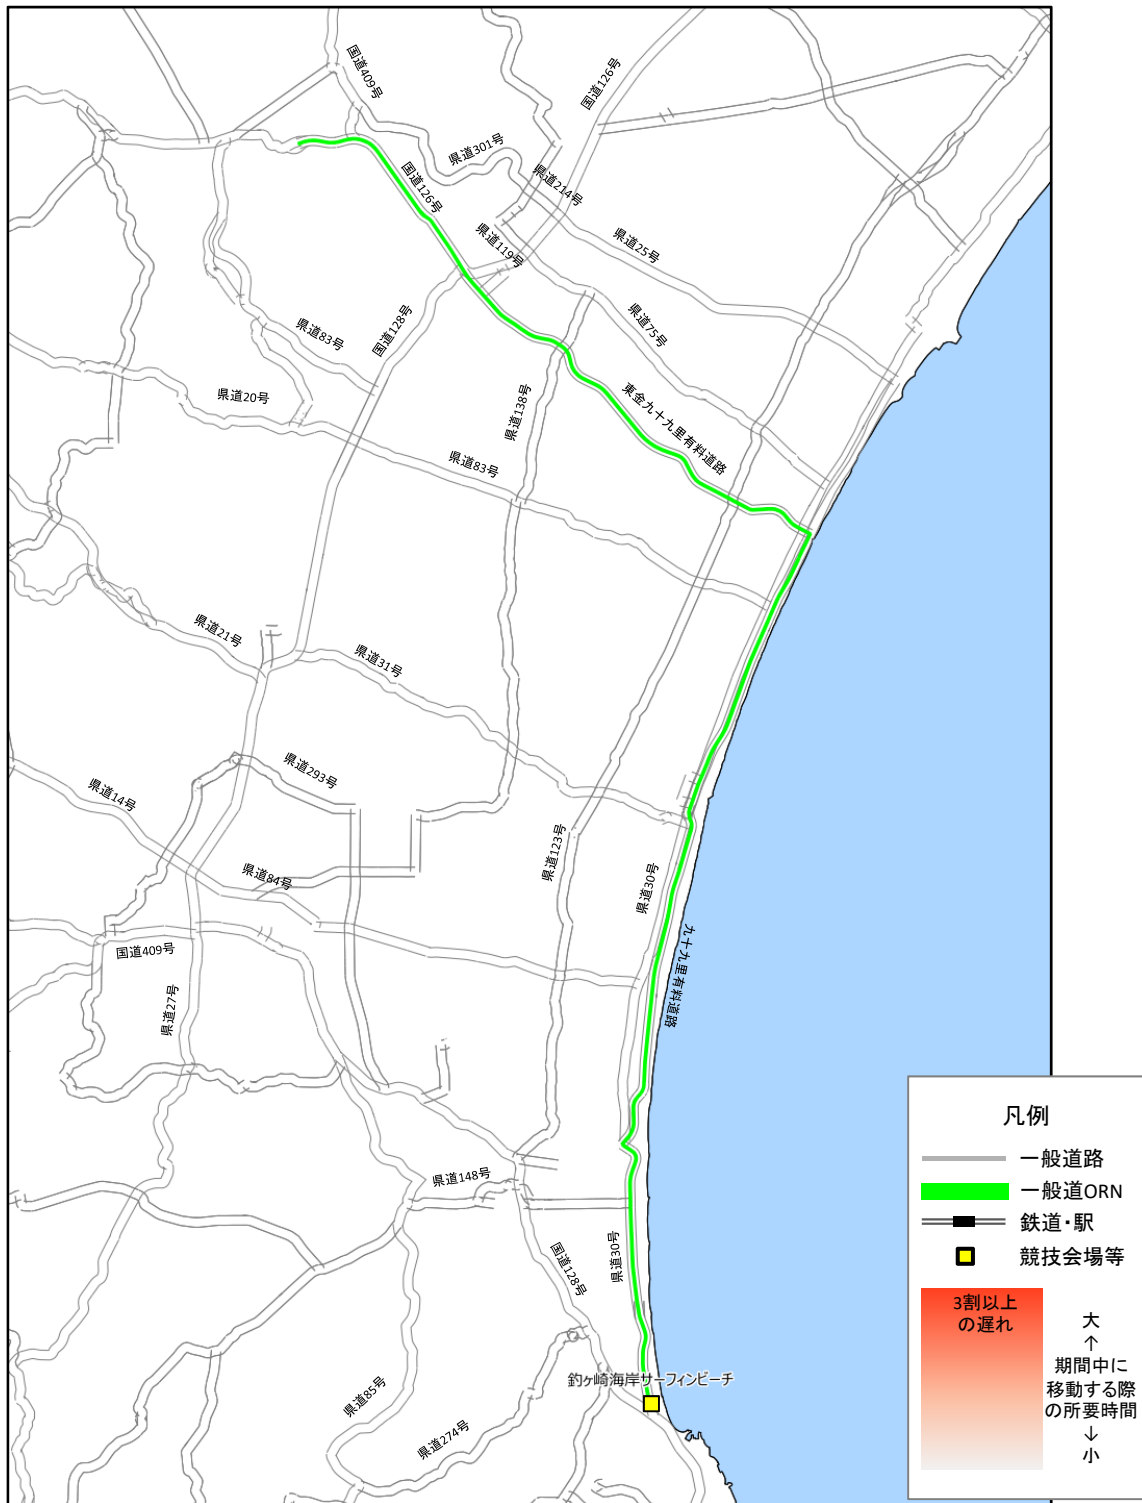 国道409号
国道126号
県道301号
国道126号
県道214号
県道119号
県道25号
県道75号
国道128号
県道83号
県道20号
県道138号
東金九十九里有料道路
県道83号
県道21号
県道31号
県道293号
県道14号
県道123号
県道84号
県道30号
国道409号
九十九里有料道路
県道27号
県道148号
県道30号
国道128号
釣ヶ崎海岸サーフィンビーチ
県道85号
県道274号
凡例
一般道路
一般道ORN
鉄道・駅
競技会場等
3割以上
の遅れ
大
↑
期間中に
移動する際
の所要時間
↓
小